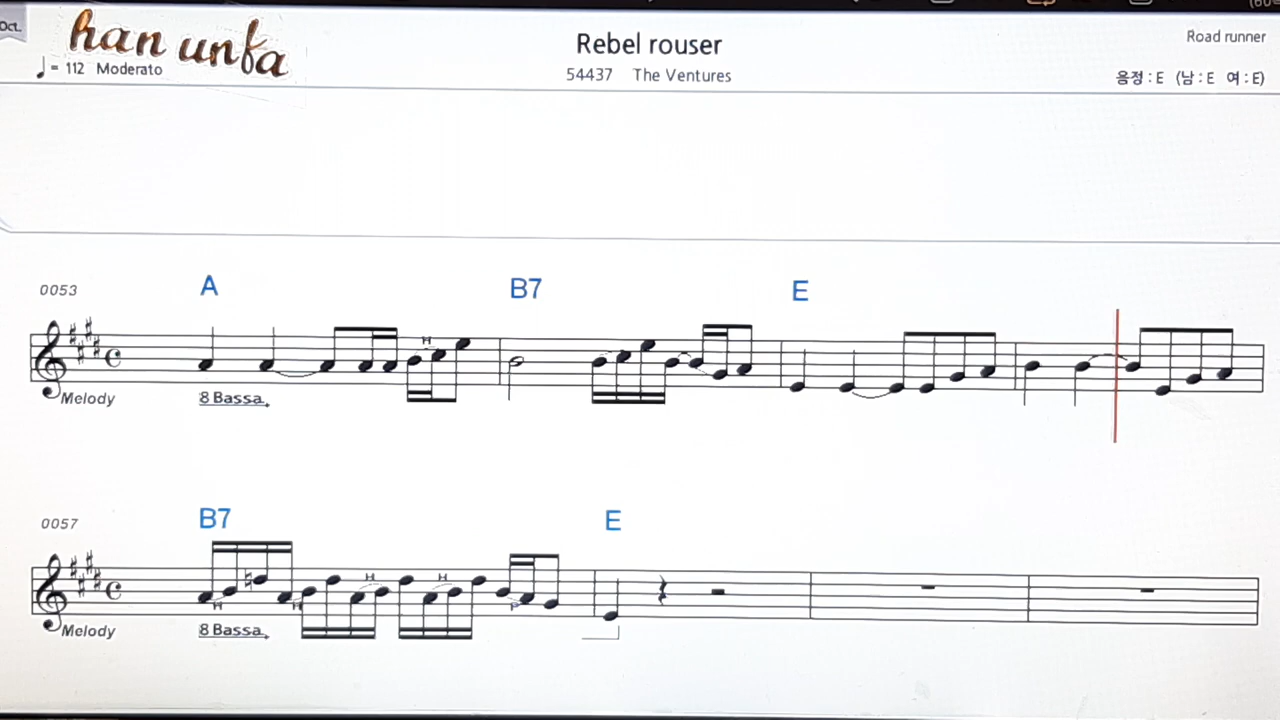 Oct.
han unfa
Rebel rouser
Road runner
♩= 112 Moderato
54437 The Ventures
음정 : E (남 : E 여 : E)
0053
A B7 E
H
Melody
8 Bassa
0057
B7 E
H H
H H
P
Melody
8 Bassa